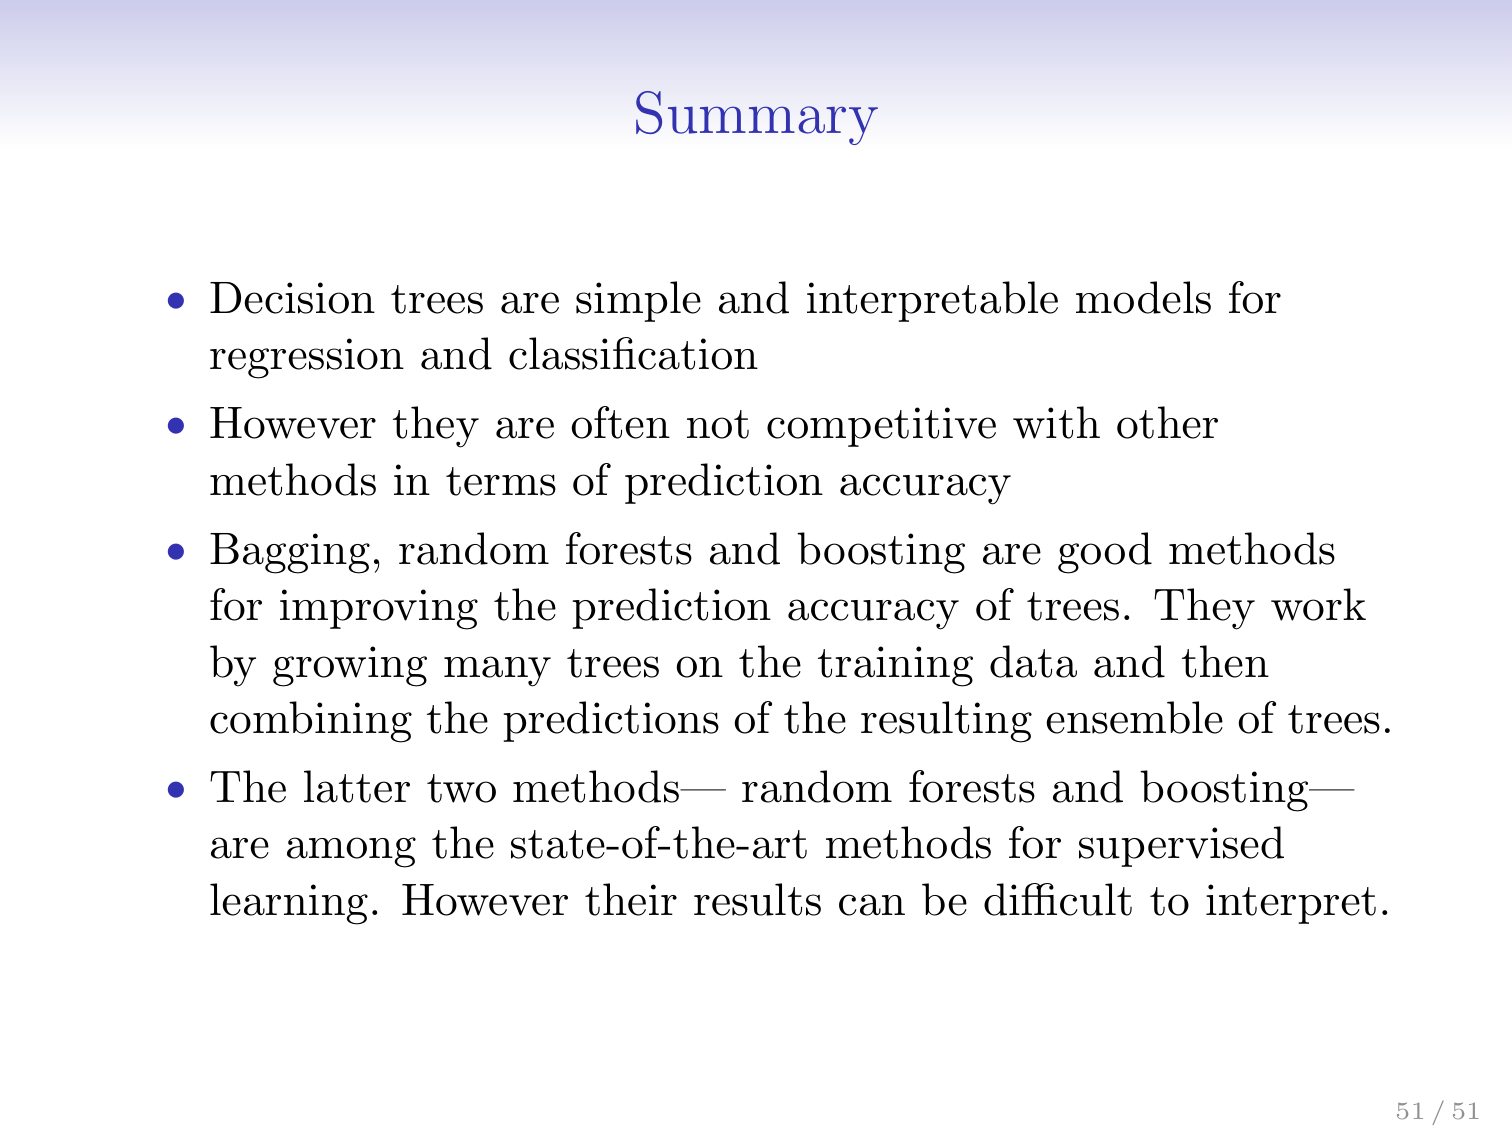 Summary
• Decision trees are simple and interpretable models for
regression and classification
• However they are often not competitive with other
methods in terms of prediction accuracy
• Bagging, random forests and boosting are good methods
for improving the prediction accuracy of trees. They work
by growing many trees on the training data and then
combining the predictions of the resulting ensemble of trees.
• The latter two methods— random forests and boosting—
are among the state-of-the-art methods for supervised
learning. However their results can be difficult to interpret.
51 / 51